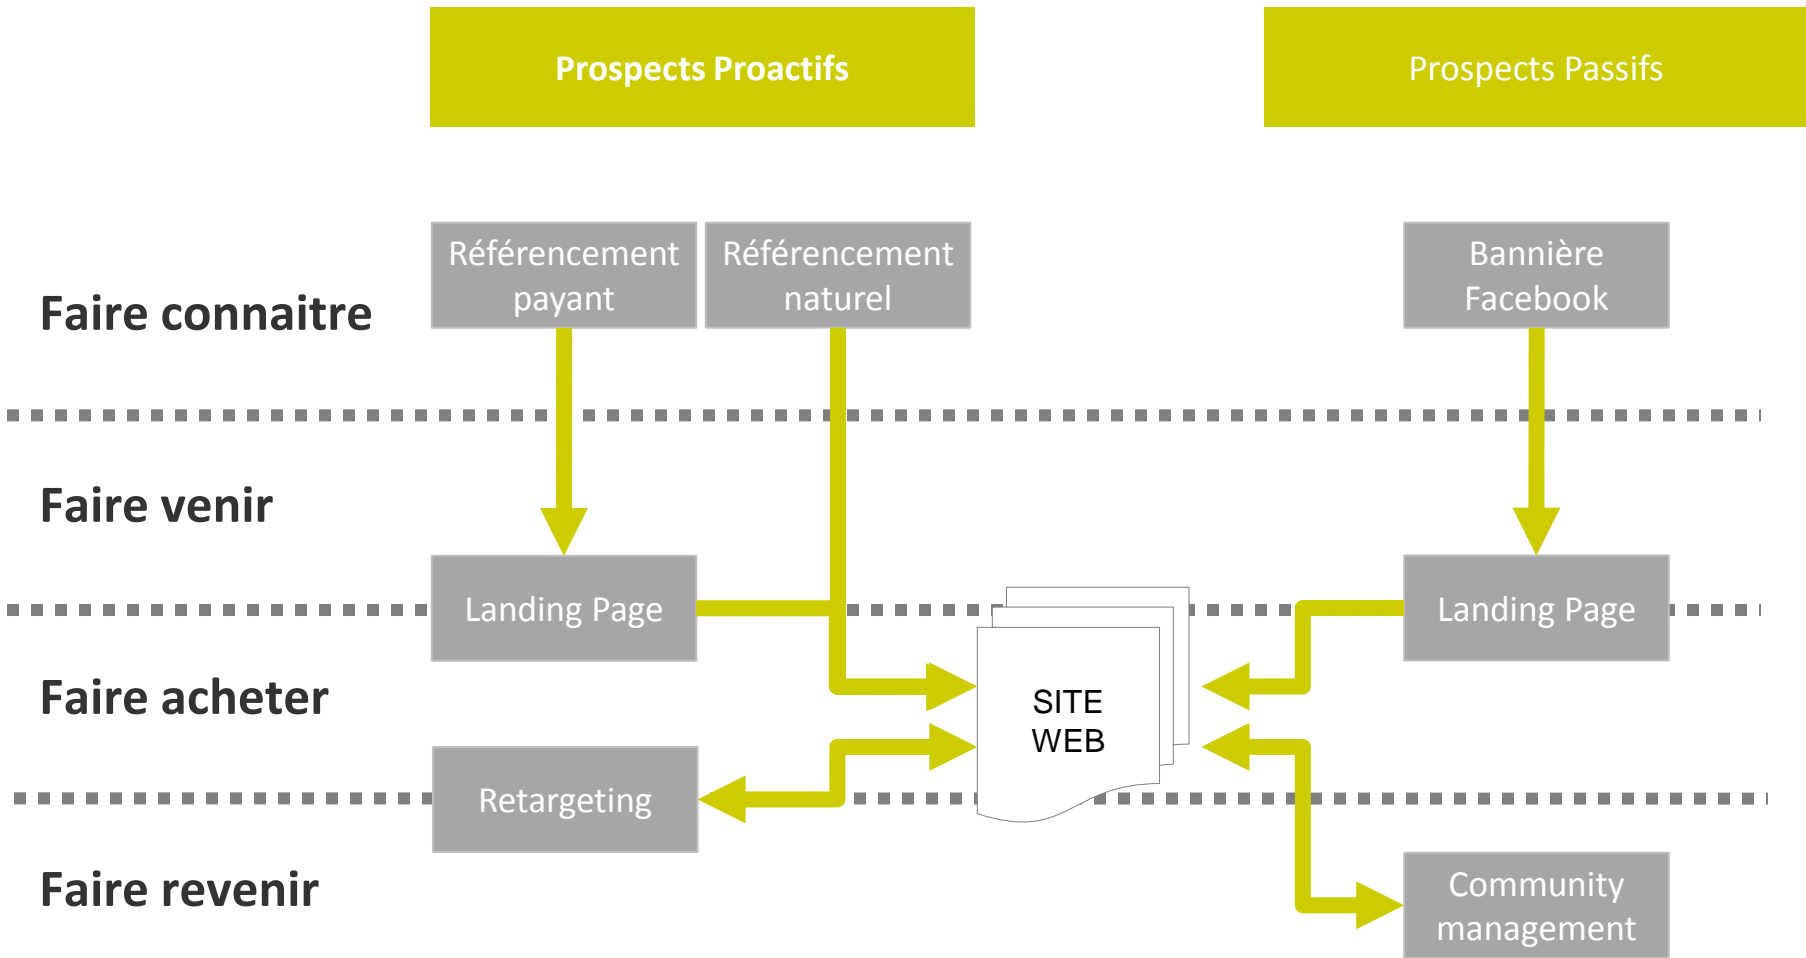 Prospects Proactifs
Prospects Passifs
Référencement
payant
Référencement
naturel
Bannière
Facebook
Faire connaitre
Faire venir
Landing Page
Landing Page
Faire acheter
SITE
WEB
Retargeting
Faire revenir
Community
management